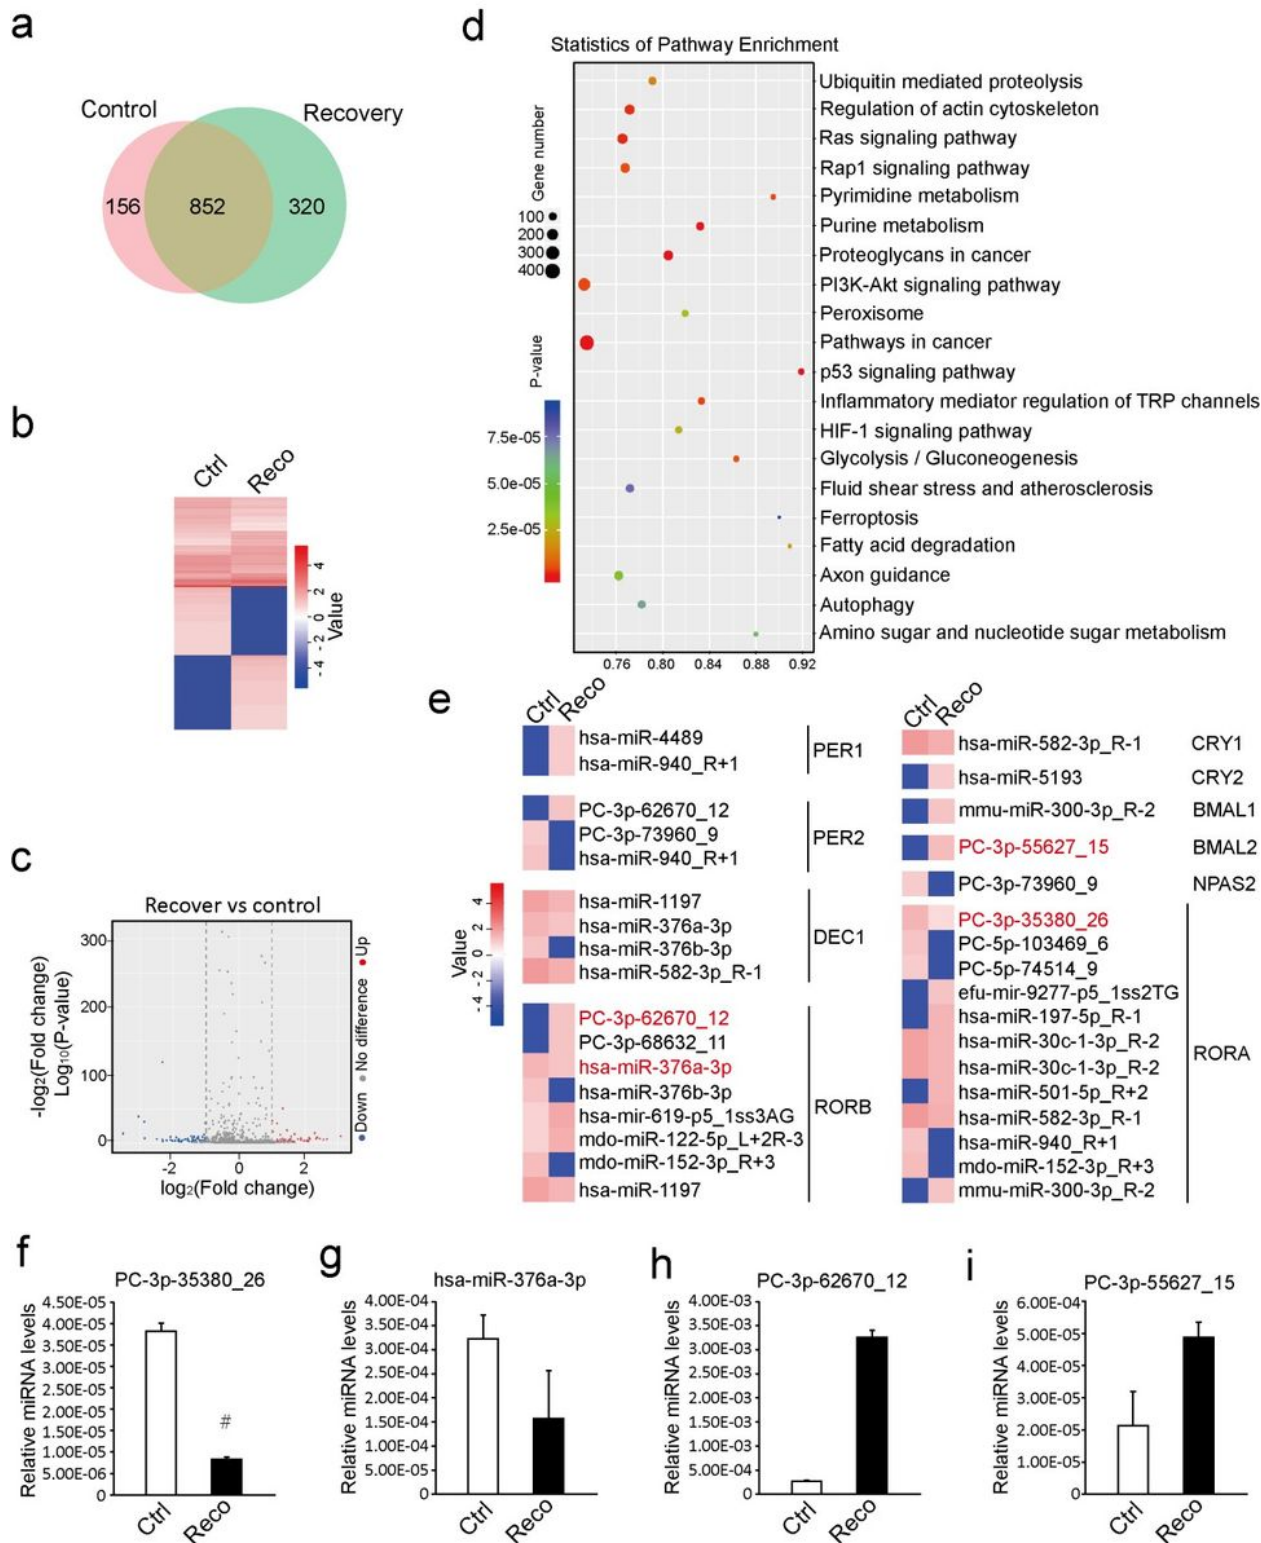 a
Control
Recovery
156
852
320
b
Ctrl
Reco
4
2
0
- 2
- 4
Value
c
Recover vs control
300
200
100
0
-2
0
2
-log2(Fold change)
Log10(P-value)
log2(Fold change)
Down
No difference
Up
d
Statistics of Pathway Enrichment
Gene number
100
200
300
400
P-value
7.5e-05
5.0e-05
2.5e-05
Ubiquitin mediated proteolysis
Regulation of actin cytoskeleton
Ras signaling pathway
Rap1 signaling pathway
Pyrimidine metabolism
Purine metabolism
Proteoglycans in cancer
PI3K-Akt signaling pathway
Peroxisome
Pathways in cancer
p53 signaling pathway
Inflammatory mediator regulation of TRP channels
HIF-1 signaling pathway
Glycolysis / Gluconeogenesis
Fluid shear stress and atherosclerosis
Ferroptosis
Fatty acid degradation
Axon guidance
Autophagy
Amino sugar and nucleotide sugar metabolism
0.76 0.80 0.84 0.88 0.92
e
Ctrl
Reco
hsa-miR-4489
hsa-miR-940_R+1
PER1
PC-3p-62670_12
PC-3p-73960_9
hsa-miR-940_R+1
PER2
hsa-miR-1197
hsa-miR-376a-3p
hsa-miR-376b-3p
hsa-miR-582-3p_R-1
DEC1
PC-3p-62670_12
PC-3p-68632_11
hsa-miR-376a-3p
hsa-miR-376b-3p
hsa-mir-619-p5_1ss3AG
mdo-miR-122-5p_L+2R-3
mdo-miR-152-3p_R+3
hsa-miR-1197
RORB
4
2
0
- 2
- 4
Value
Ctrl
Reco
hsa-miR-582-3p_R-1 CRY1
hsa-miR-5193 CRY2
mmu-miR-300-3p_R-2 BMAL1
PC-3p-55627_15 BMAL2
PC-3p-73960_9 NPAS2
PC-3p-35380_26
PC-5p-103469_6
PC-5p-74514_9
efu-mir-9277-p5_1ss2TG
hsa-miR-197-5p_R-1
hsa-miR-30c-1-3p_R-2
hsa-miR-30c-1-3p_R-2
hsa-miR-501-5p_R+2
hsa-miR-582-3p_R-1
hsa-miR-940_R+1
mdo-miR-152-3p_R+3
mmu-miR-300-3p_R-2
RORA
f
PC-3p-35380_26
Relative miRNA levels
4.50E-05
4.00E-05
3.50E-05
3.00E-05
2.50E-05
2.00E-05
1.50E-05
1.00E-05
5.00E-06
0
#
Ctrl
Reco
g
hsa-miR-376a-3p
Relative miRNA levels
4.00E-04
3.50E-04
3.00E-04
2.50E-04
2.00E-04
1.50E-04
1.00E-04
5.00E-05
0
Ctrl
Reco
h
PC-3p-62670_12
Relative miRNA levels
4.00E-03
3.50E-03
3.00E-03
2.50E-03
2.00E-03
1.50E-03
1.00E-03
5.00E-04
0
Ctrl
Reco
i
PC-3p-55627_15
Relative miRNA levels
6.00E-04
5.00E-05
4.00E-05
3.00E-05
2.00E-05
1.00E-05
0
Ctrl
Reco